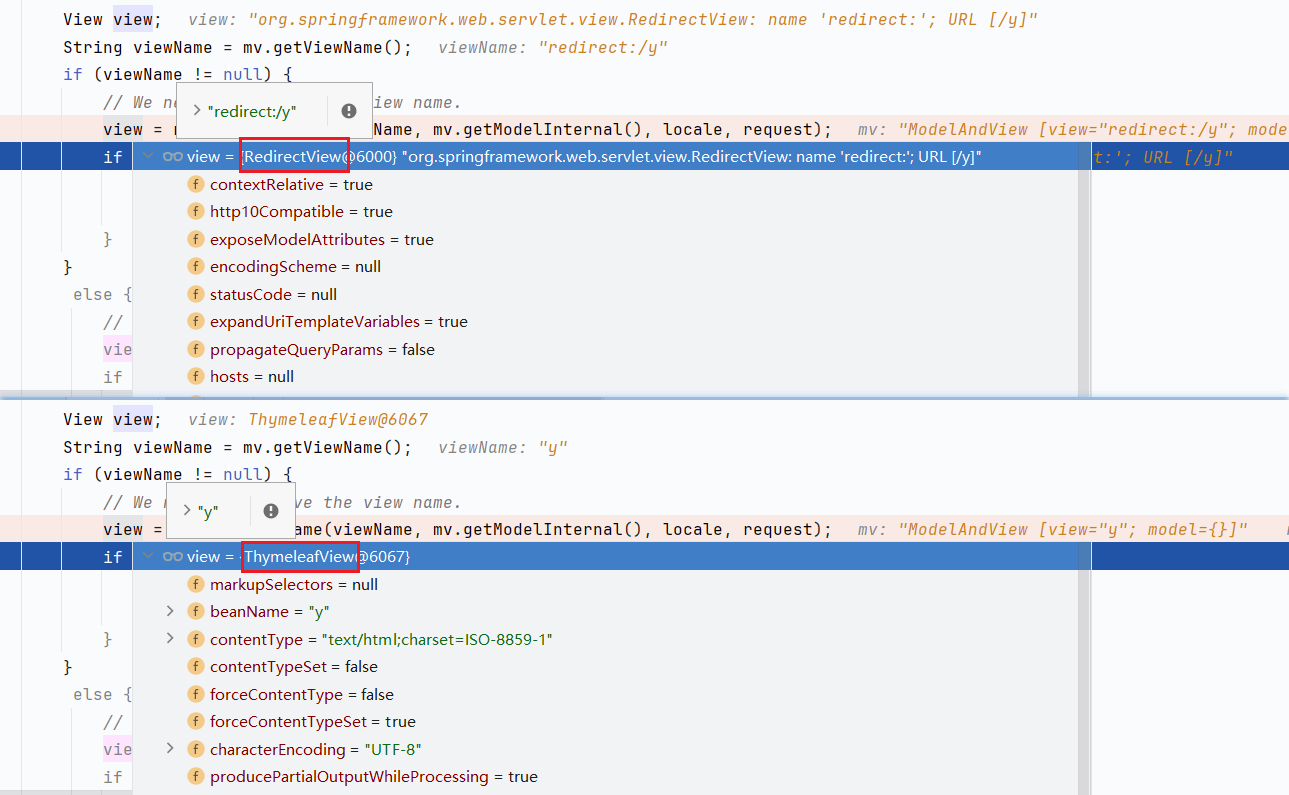 View view;   view: "org.springframework.web.servlet.view.RedirectView: name 'redirect:'; URL [/y]"
String viewName = mv.getViewName();   viewName: "redirect:/y"
if (viewName != null) {
// We n iew name.
> "redirect:/y"
view = Name, mv.getModelInternal(), locale, request);   mv: "ModelAndView [view="redirect:/y"; mode
if   view = {RedirectView@6000} "org.springframework.web.servlet.view.RedirectView: name 'redirect:'; URL [/y]"   t:'; URL [/y]"
f contextRelative = true
f http10Compatible = true
} f exposeModelAttributes = true
} f encodingScheme = null
else { f statusCode = null
// f expandUriTemplateVariables = true
vie f propagateQueryParams = false
if f hosts = null
View view;   view: ThymeleafView@6067
String viewName = mv.getViewName();   viewName: "y"
if (viewName != null) {
// We ve the view name.
> "y"
view = ame(viewName, mv.getModelInternal(), locale, request);   mv: "ModelAndView [view="y"; model={}]"
if   view = {ThymeleafView@6067}
f markupSelectors = null
> f beanName = "y"
} > f contentType = "text/html;charset=ISO-8859-1"
} f contentTypeSet = false
else { f forceContentType = false
// f forceContentTypeSet = true
vie > f characterEncoding = "UTF-8"
if f producePartialOutputWhileProcessing = true